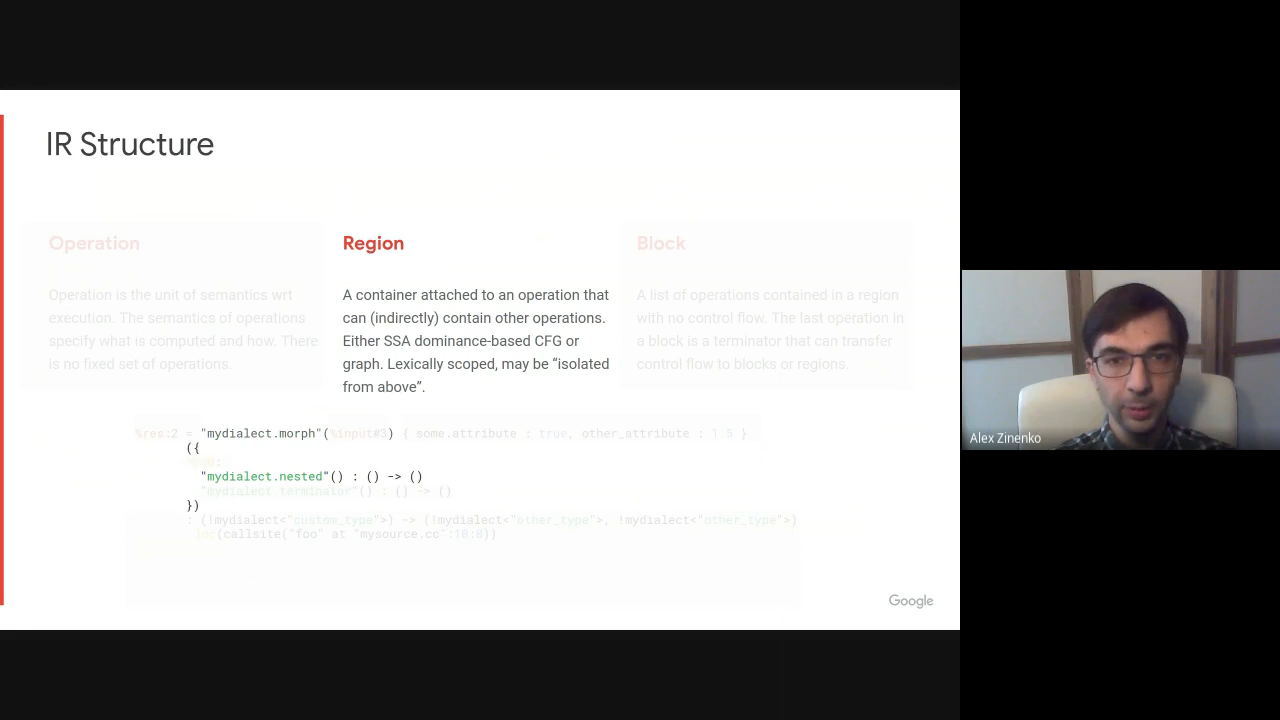 IR Structure
Operation
Operation is the unit of semantics wrt
execution. The semantics of operations
specify what is computed and how. There
is no fixed set of operations.
Region
A container attached to an operation that
can (indirectly) contain other operations.
Either SSA dominance-based CFG or
graph. Lexically scoped, may be “isolated
from above”.
Block
A list of operations contained in a region
with no control flow. The last operation in
a block is a terminator that can transfer
control flow to blocks or regions.
%res:2 = "mydialect.morph"(%input#3) { some.attribute : true, other_attribute : 1.5 }
({
"mydialect.nested"() : () -> ()
"mydialect.terminator"() : () -> ()
})
: (!mydialect<"custom_type">) -> (!mydialect<"other_type">, !mydialect<"other_type">)
loc(callsite("foo" at "mysource.cc":10:8))
Google
Alex Zinenko